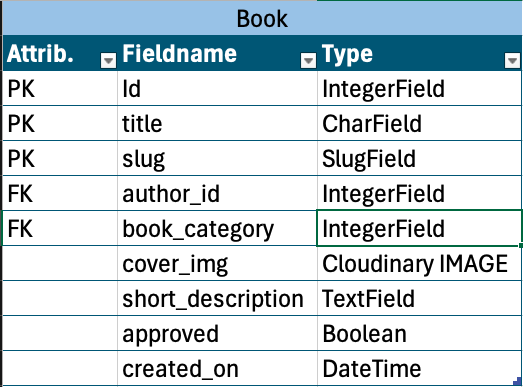 Book
Attrib. Fieldname Type
PK Id IntegerField
PK title CharField
PK slug SlugField
FK author_id IntegerField
FK book_category IntegerField
cover_img Cloudinary IMAGE
short_description TextField
approved Boolean
created_on DateTime